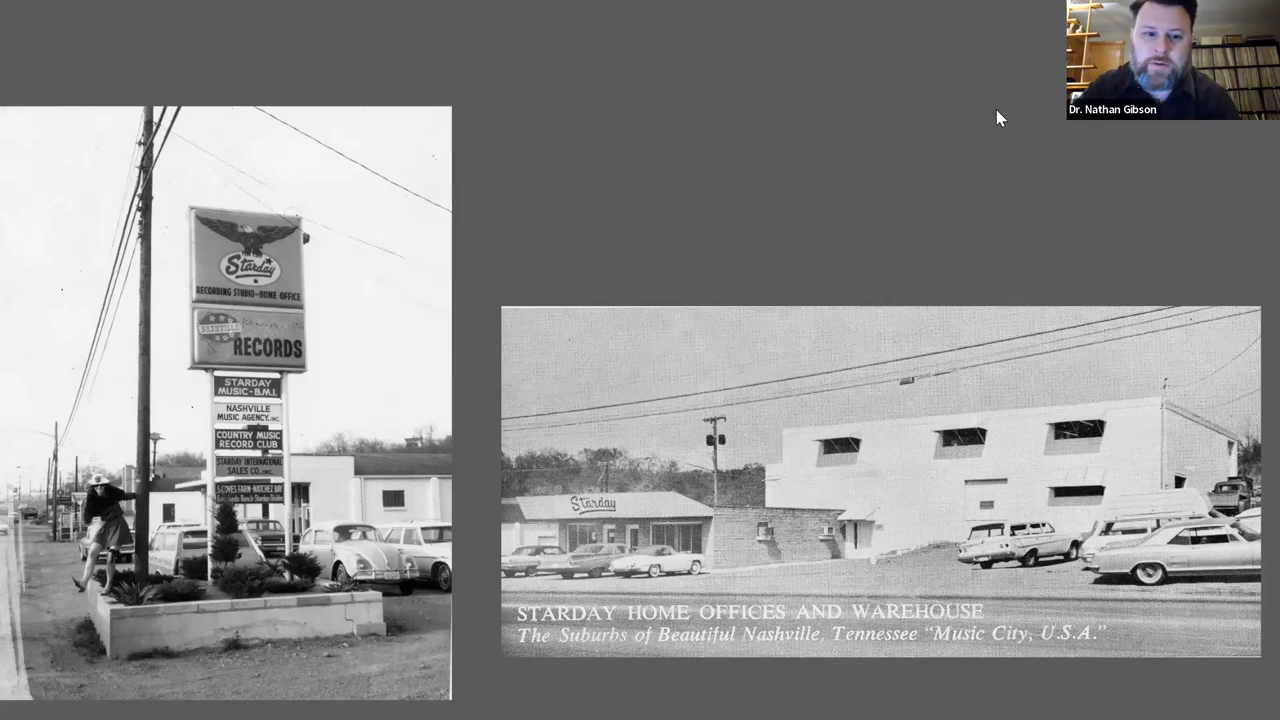 Dr. Nathan Gibson
Starday
RECORDING STUDIO-HOME OFFICE
NASHVILLE
RECORDS
STARDAY
MUSIC-B.M.I.
NASHVILLE
MUSIC AGENCY, INC.
COUNTRY MUSIC
RECORD CLUB
STARDAY INTERNATIONAL
SALES CO., INC.
Starday
STARDAY HOME OFFICES AND WAREHOUSE
The Suburbs of Beautiful Nashville, Tennessee "Music City, U.S.A."